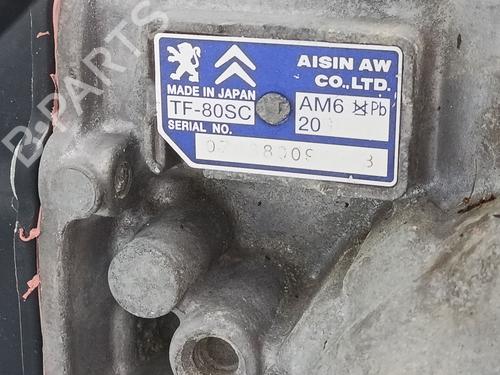 B-PARTS
AISIN AW
CO.,LTD.
MADE IN JAPAN
TF-80SC
AM6 Pb
20
SERIAL NO.